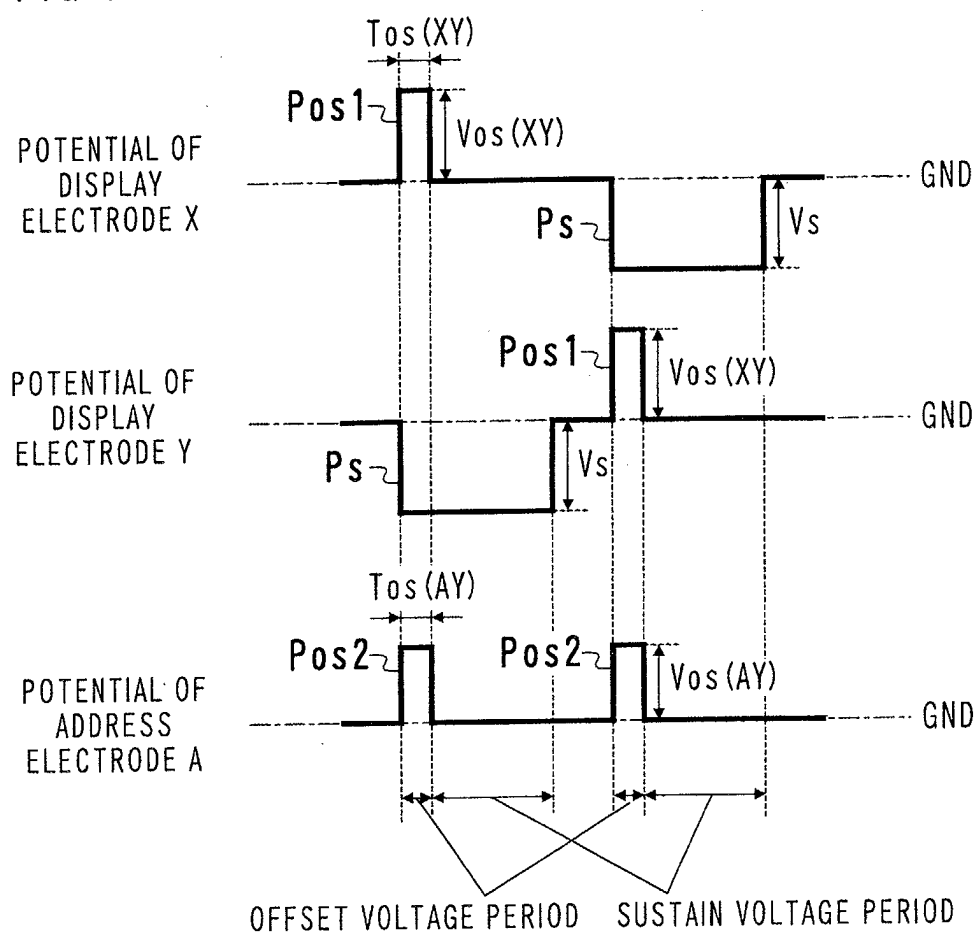 Tos(XY)
Pos1
Vos(XY)
POTENTIAL OF
DISPLAY
ELECTRODE X
GND
Ps
Vs
Pos1
Vos(XY)
POTENTIAL OF
DISPLAY
ELECTRODE Y
GND
Ps
Vs
Tos(AY)
Pos2
Pos2
Vos(AY)
POTENTIAL OF
ADDRESS
ELECTRODE A
GND
OFFSET VOLTAGE PERIOD
SUSTAIN VOLTAGE PERIOD